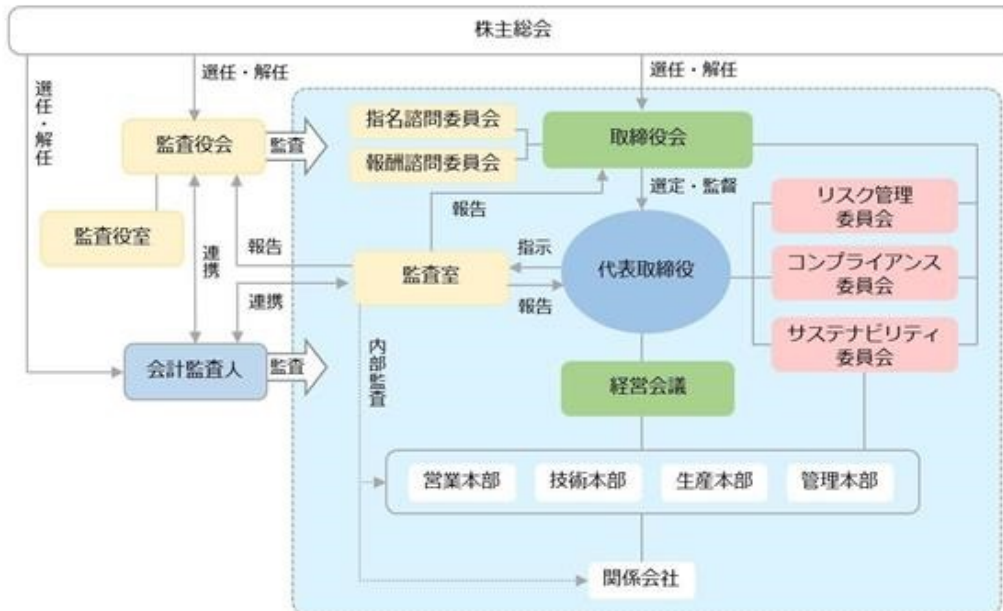 株主総会
選任・解任
選任・解任
選任・解任
監査役会
監査
指名諮問委員会
報酬諮問委員会
取締役会
選定・監督
監査役室
報告
連携
報告
監査室
指示
報告
代表取締役
リスク管理
委員会
コンプライアンス
委員会
サステナビリティ
委員会
連携
会計監査人
監査
内部監査
経営会議
営業本部
技術本部
生産本部
管理本部
関係会社